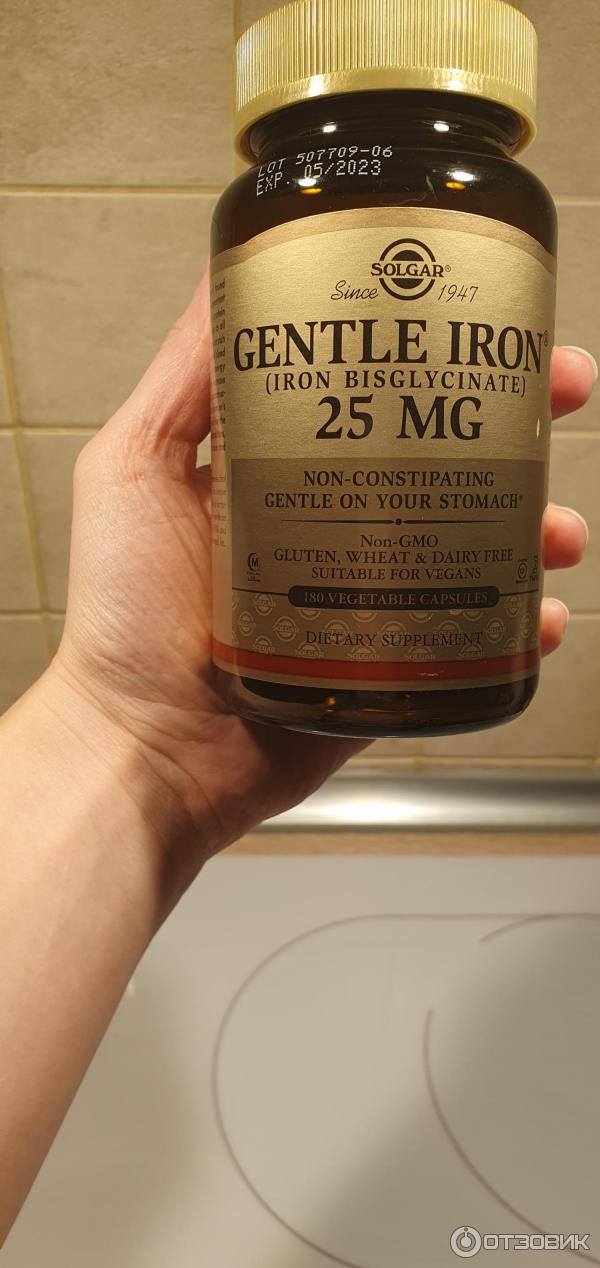 LOT 507709-06
EXP. 05/2023
SOLGAR®
Since 1947
GENTLE IRON®
(IRON BISGLYCINATE)
25 MG
NON-CONSTIPATING
GENTLE ON YOUR STOMACH*
Non-GMO
GLUTEN, WHEAT & DAIRY FREE
SUITABLE FOR VEGANS
180 VEGETABLE CAPSULES
DIETARY SUPPLEMENT
ОТЗОВИК